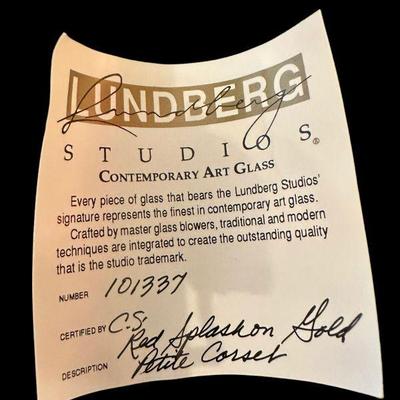 LUNDBERG
Lundberg
STUDIOS®
CONTEMPORARY ART GLASS
Every piece of glass that bears the Lundberg Studios'
signature represents the finest in contemporary art glass.
Crafted by master glass blowers, traditional and modern
techniques are integrated to create the outstanding quality
that is the studio trademark.
NUMBER 101337
CERTIFIED BY C.S.
Red Splash on Gold
DESCRIPTION Petite Corset